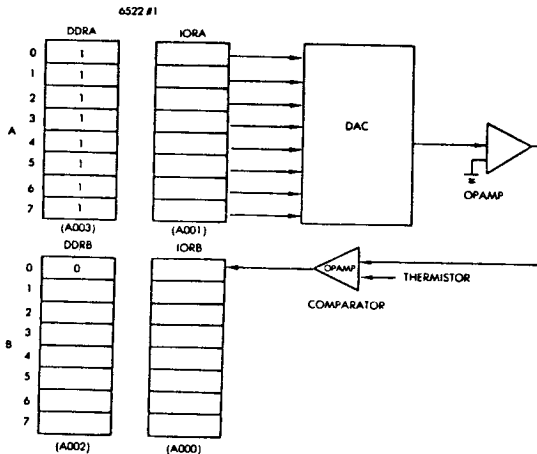 6522 #1
DDRA
IORA
0 1
1 1
2 1
3 1
A
4 1
5 1
6 1
7 1
(A003)
(A001)
DAC
OPAMP
DDRB
IORB
0 0
1
2
3
B
4
5
6
7
(A002)
(A000)
OPAMP
THERMISTOR
COMPARATOR